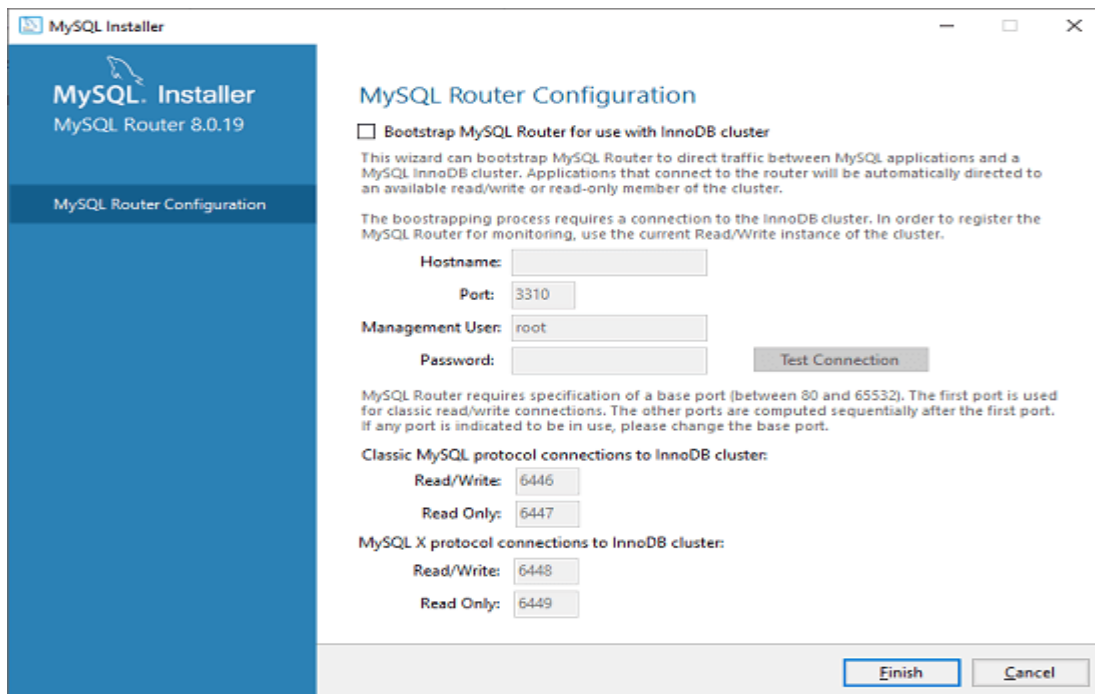 MySQL Installer
MySQL. Installer
MySQL Router 8.0.19
MySQL Router Configuration
MySQL Router Configuration
Bootstrap MySQL Router for use with InnoDB cluster
This wizard can bootstrap MySQL Router to direct traffic between MySQL applications and a
MySQL InnoDB cluster. Applications that connect to the router will be automatically directed to
an available read/write or read-only member of the cluster.
The boostrapping process requires a connection to the InnoDB cluster. In order to register the
MySQL Router for monitoring, use the current Read/Write instance of the cluster.
Hostname:
Port: 3310
Management User: root
Password: Test Connection
MySQL Router requires specification of a base port (between 80 and 65532). The first port is used
for classic read/write connections. The other ports are computed sequentially after the first port.
If any port is indicated to be in use, please change the base port.
Classic MySQL protocol connections to InnoDB cluster:
Read/Write: 6446
Read Only: 6447
MySQL X protocol connections to InnoDB cluster:
Read/Write: 6448
Read Only: 6449
Finish Cancel